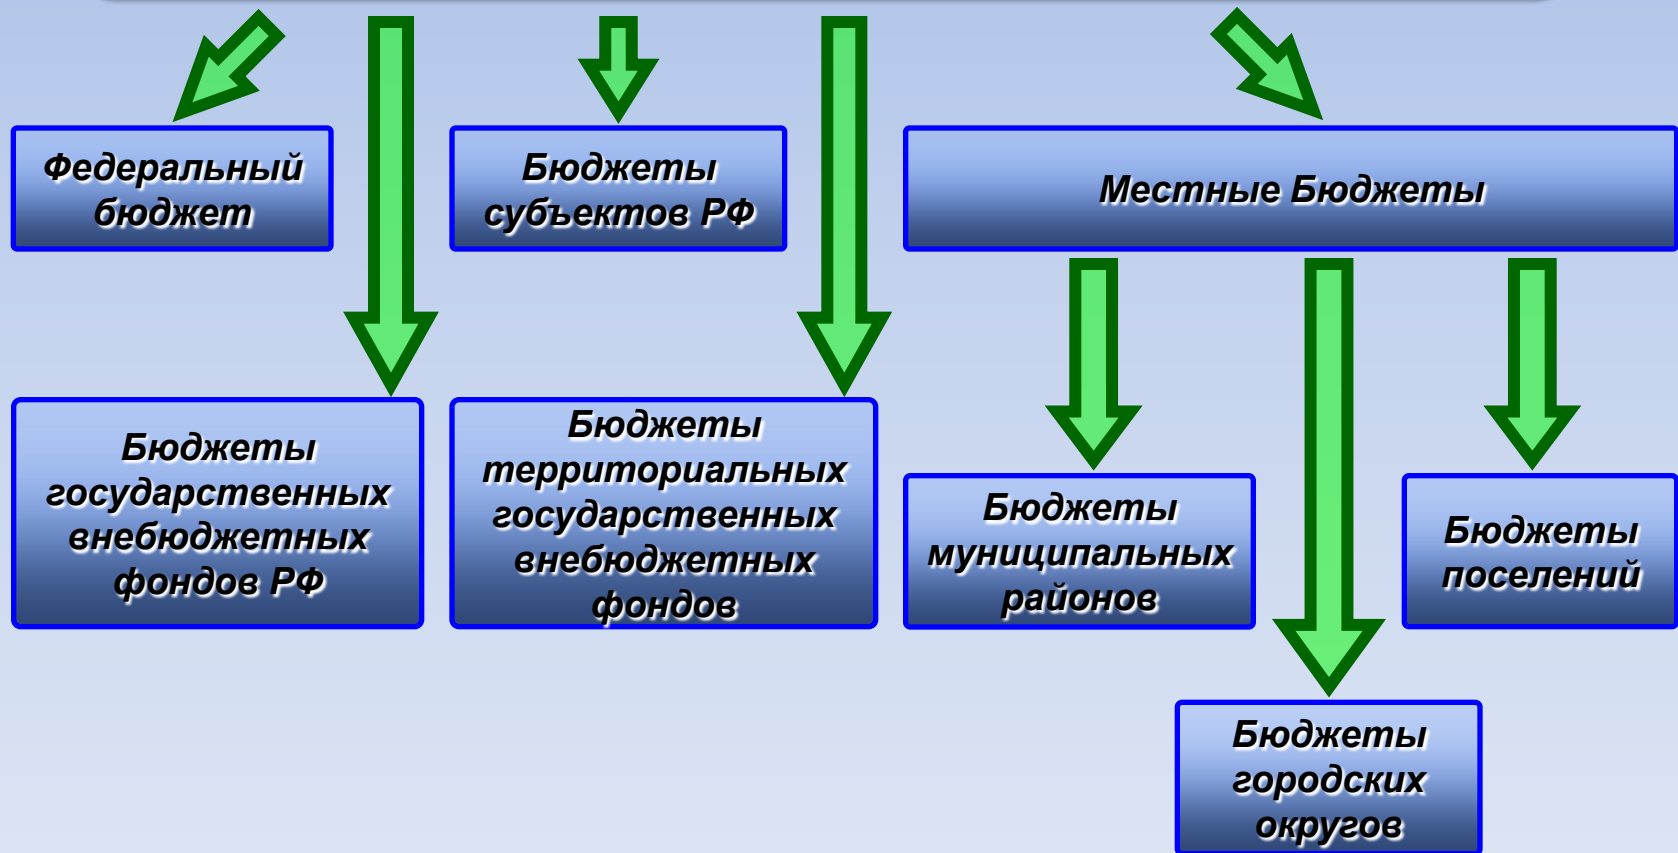 Федеральный
бюджет
Бюджеты
субъектов РФ
Местные Бюджеты
Бюджеты
государственных
внебюджетных
фондов РФ
Бюджеты
территориальных
государственных
внебюджетных
фондов
Бюджеты
муниципальных
районов
Бюджеты
поселений
Бюджеты
городских
округов